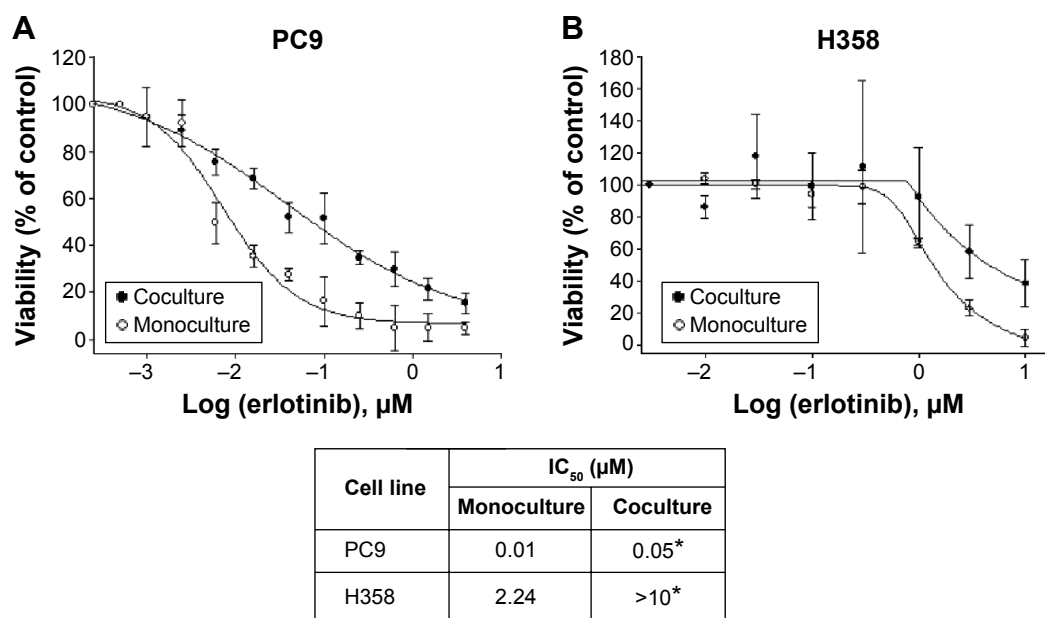 A
PC9
Viability (% of control)
120
100
80
60
40
20
0
Coculture
Monoculture
–3
–2
–1
0
1
Log (erlotinib), µM
B
H358
Viability (% of control)
180
160
140
120
100
80
60
40
20
0
Coculture
Monoculture
–2
–1
0
1
Log (erlotinib), µM
Cell line
IC50 (µM)
Monoculture
Coculture
PC9
0.01
0.05*
H358
2.24
>10*